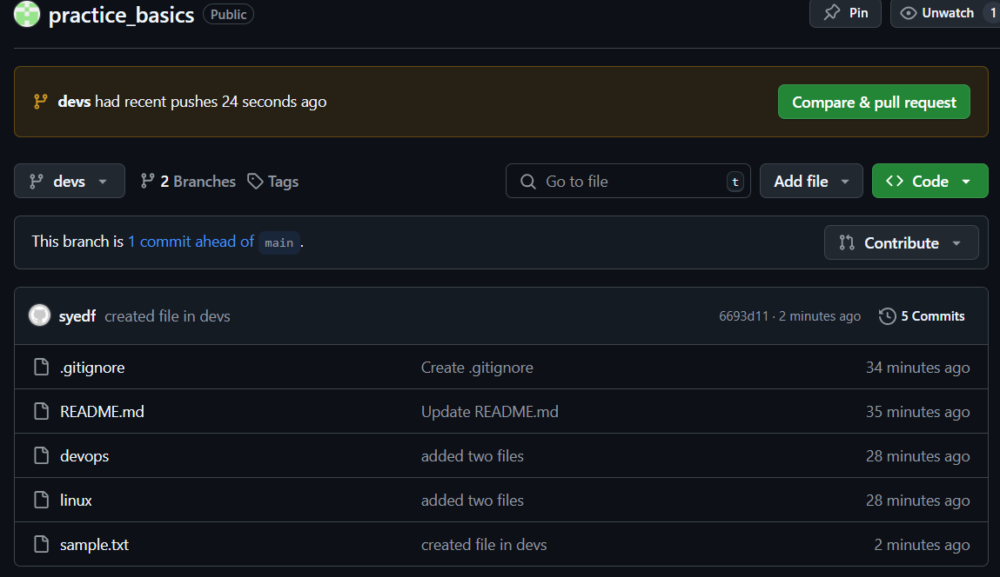 practice_basics Public Pin Unwatch 1
devs had recent pushes 24 seconds ago Compare & pull request
devs 2 Branches Tags Go to file t Add file Code
This branch is 1 commit ahead of main . Contribute
syedf created file in devs 6693d11 · 2 minutes ago 5 Commits
.gitignore Create .gitignore 34 minutes ago
README.md Update README.md 35 minutes ago
devops added two files 28 minutes ago
linux added two files 28 minutes ago
sample.txt created file in devs 2 minutes ago